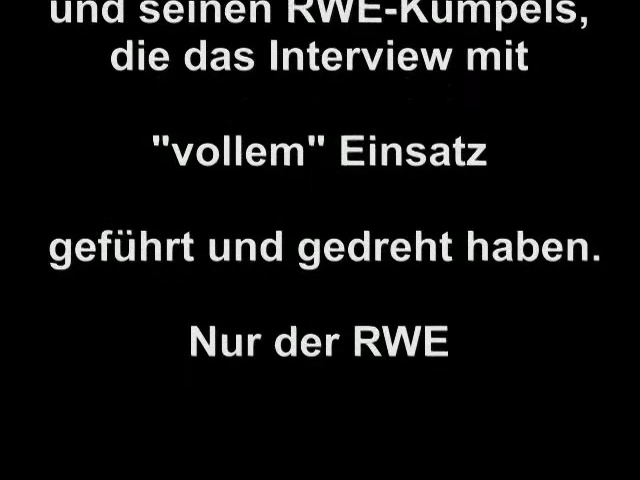 und seinen RWE-Kumpels,
die das Interview mit
"vollem" Einsatz
geführt und gedreht haben.
Nur der RWE